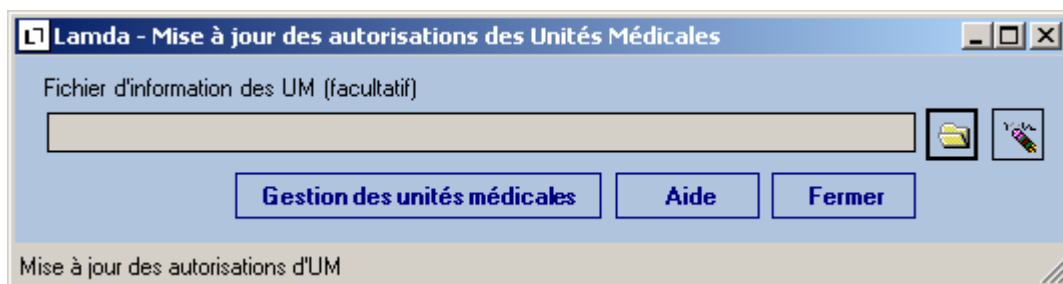 Lamda - Mise à jour des autorisations des Unités Médicales
Fichier d'information des UM (facultatif)
Gestion des unités médicales Aide Fermer
Mise à jour des autorisations d'UM